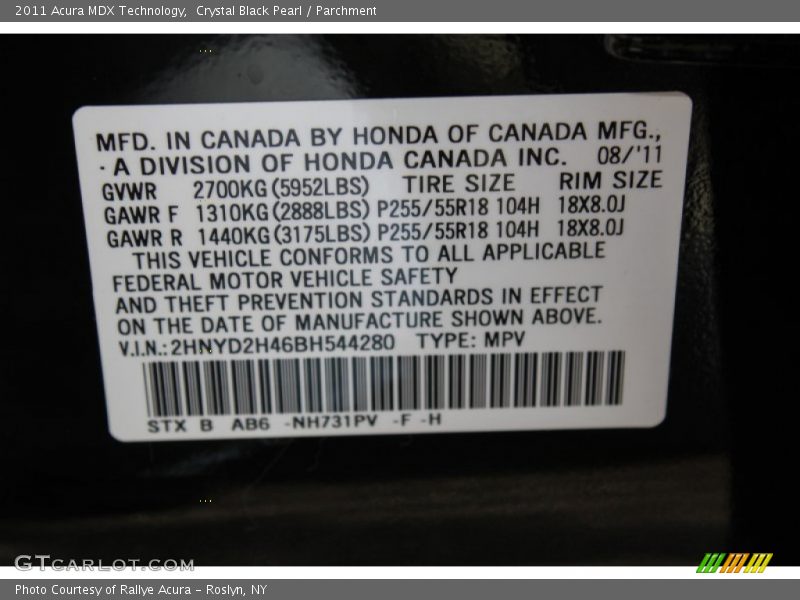 2011 Acura MDX Technology, Crystal Black Pearl / Parchment
MFD. IN CANADA BY HONDA OF CANADA MFG.,
· A DIVISION OF HONDA CANADA INC. 08/'11
GVWR 2700KG(5952LBS) TIRE SIZE RIM SIZE
GAWR F 1310KG(2888LBS) P255/55R18 104H 18X8.0J
GAWR R 1440KG(3175LBS) P255/55R18 104H 18X8.0J
THIS VEHICLE CONFORMS TO ALL APPLICABLE
FEDERAL MOTOR VEHICLE SAFETY
AND THEFT PREVENTION STANDARDS IN EFFECT
ON THE DATE OF MANUFACTURE SHOWN ABOVE.
V.I.N.:2HNYD2H46BH544280 TYPE: MPV
STX B AB6 -NH731PV -F -H
GTCARLOT.COM
Photo Courtesy of Rallye Acura - Roslyn, NY